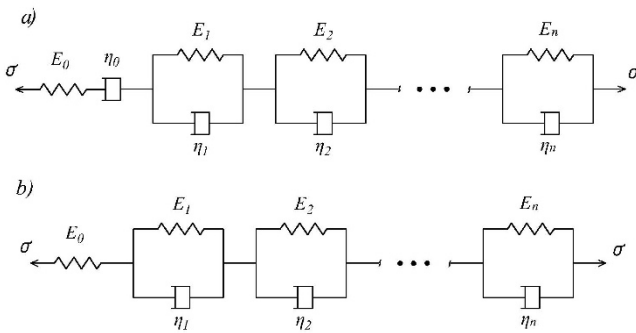 a)
E₁ E₂ Eₙ
σ E₀ η₀ σ
η₁ η₂ ηₙ
b)
E₁ E₂ Eₙ
σ E₀ σ
η₁ η₂ ηₙ